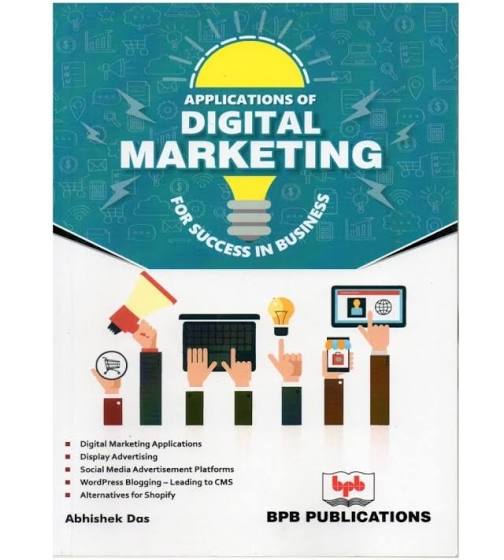 APPLICATIONS OF
DIGITAL
MARKETING
FOR SUCCESS IN BUSINESS
Digital Marketing Applications
Display Advertising
Social Media Advertisement Platforms
WordPress Blogging – Leading to CMS
Alternatives for Shopify
Abhishek Das
bpb
BPB PUBLICATIONS